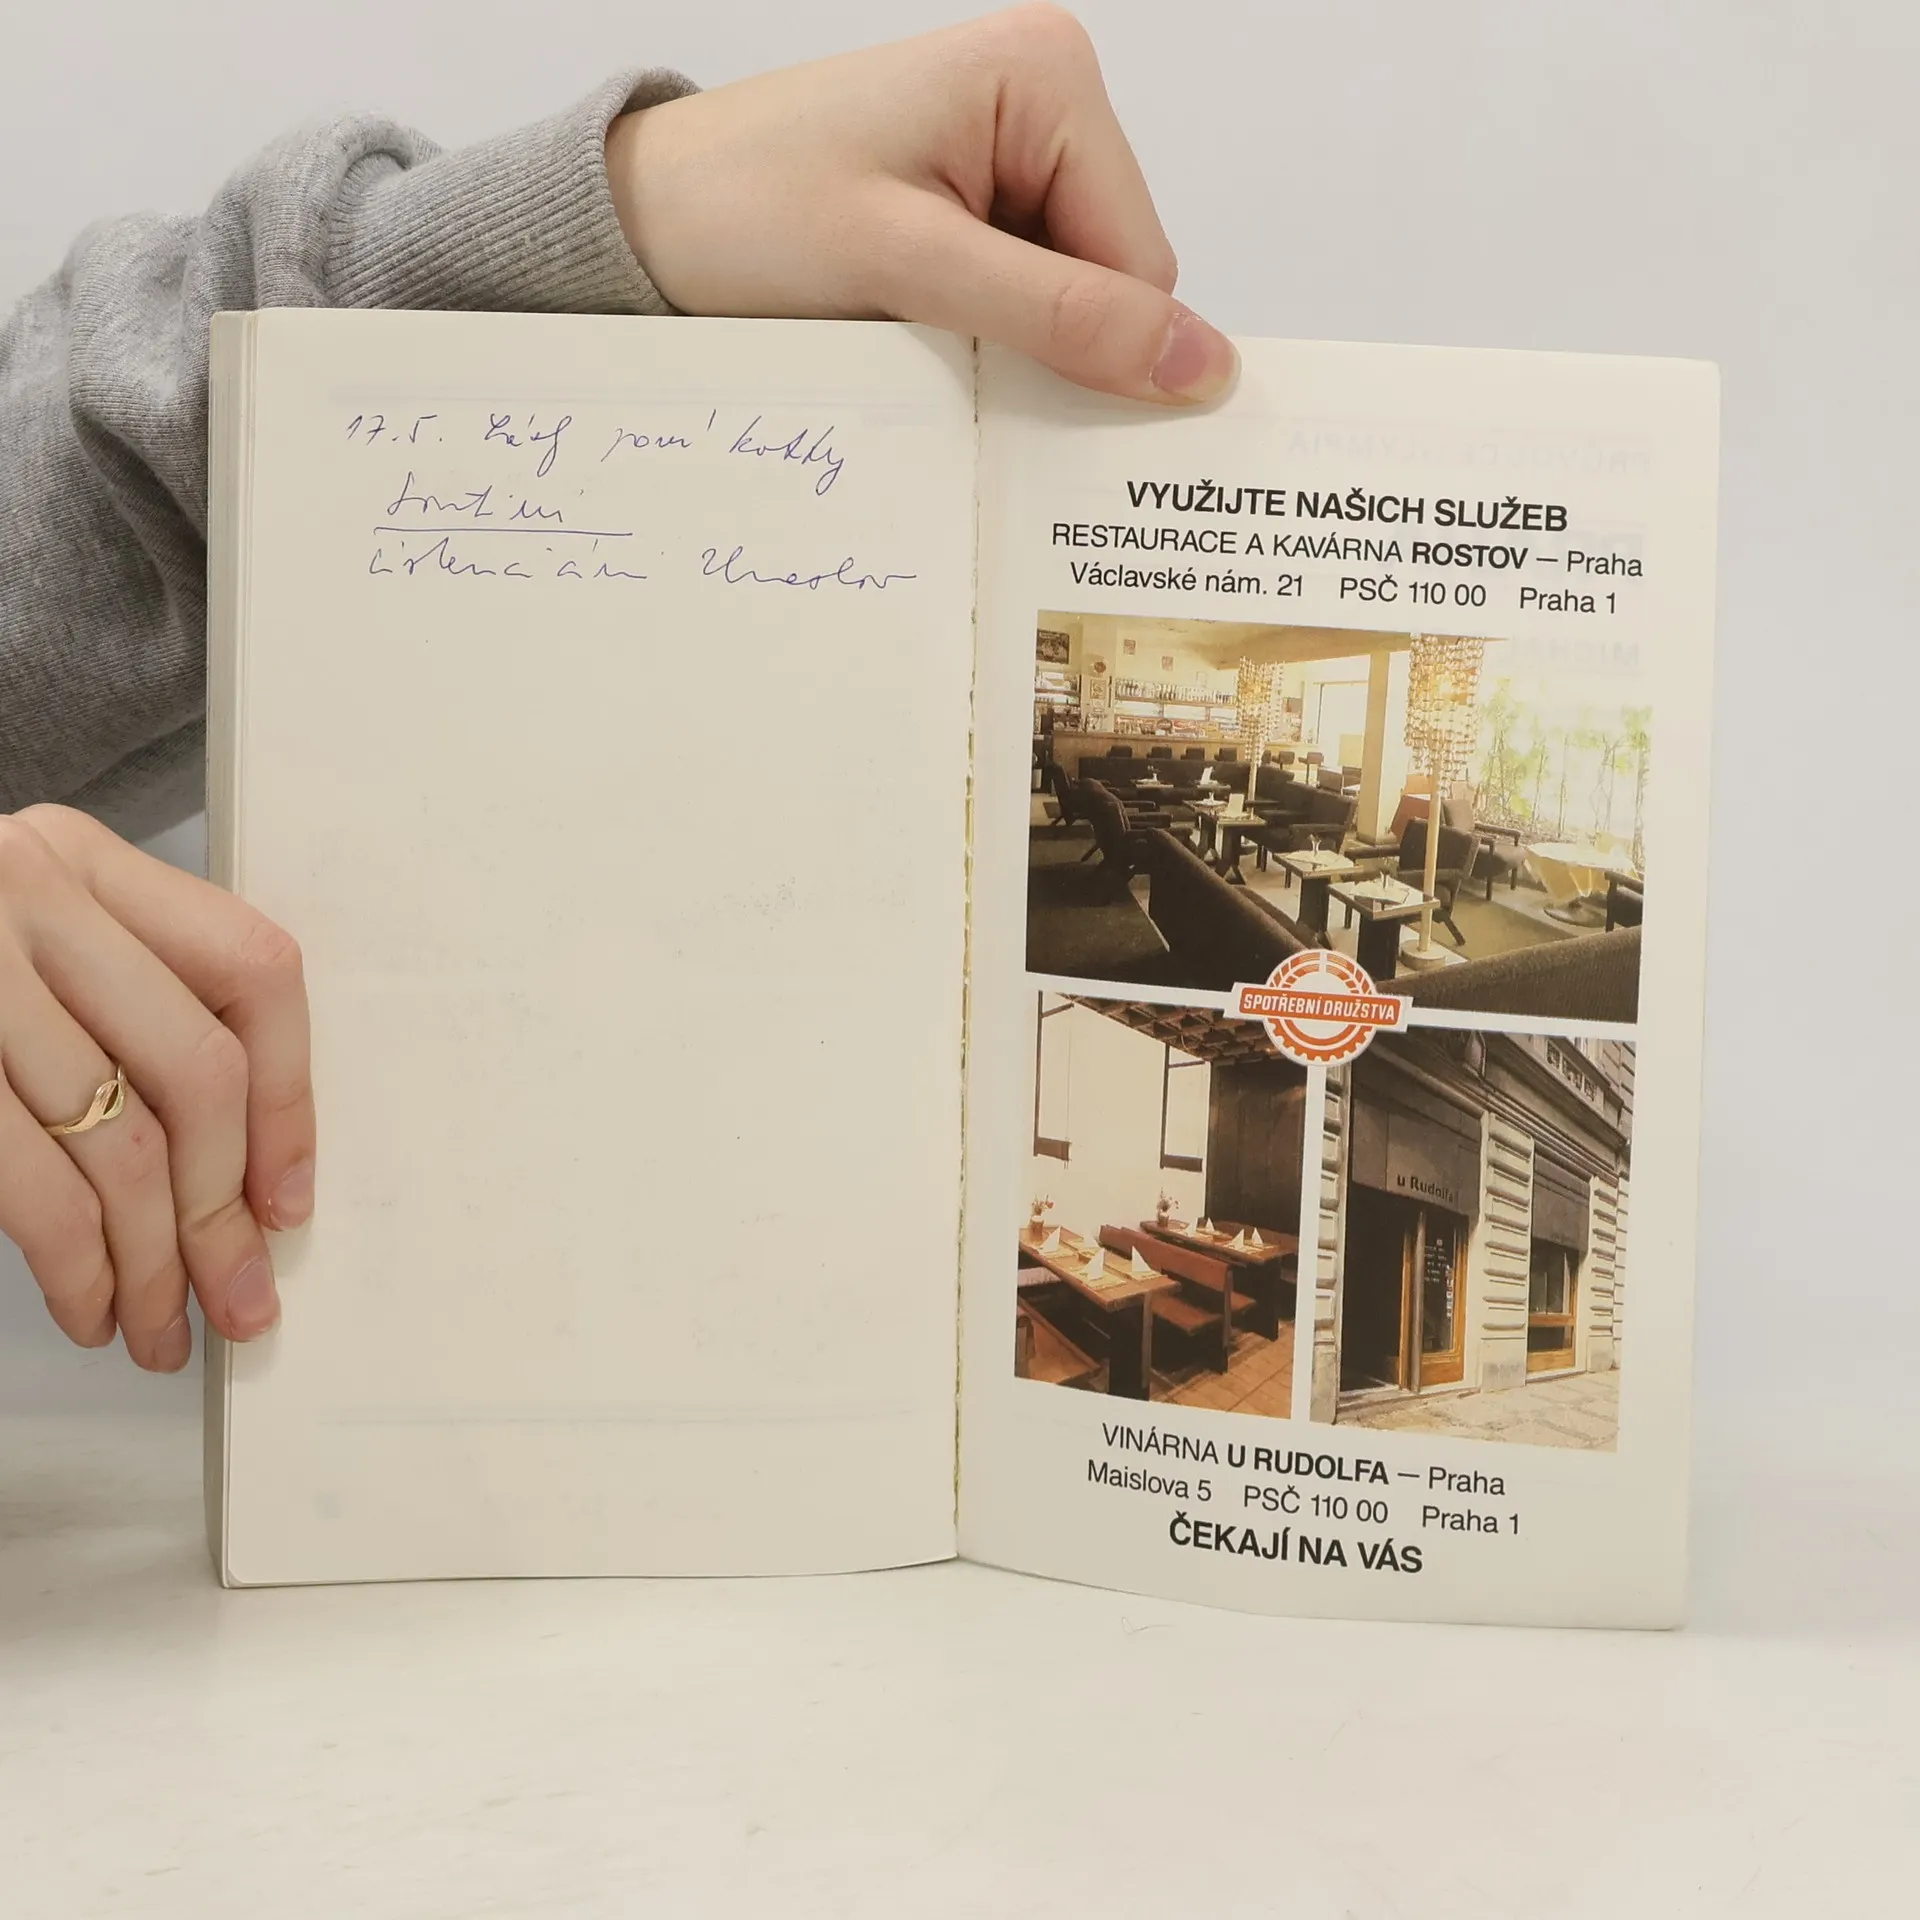 17.5.
VYUŽIJTE NAŠICH SLUŽEB
RESTAURACE A KAVÁRNA ROSTOV — Praha
Václavské nám. 21 PSČ 110 00 Praha 1
SPOTŘEBNÍ DRUŽSTVA
u Rudolfa
VINÁRNA U RUDOLFA — Praha
Maislova 5 PSČ 110 00 Praha 1
ČEKAJÍ NA VÁS